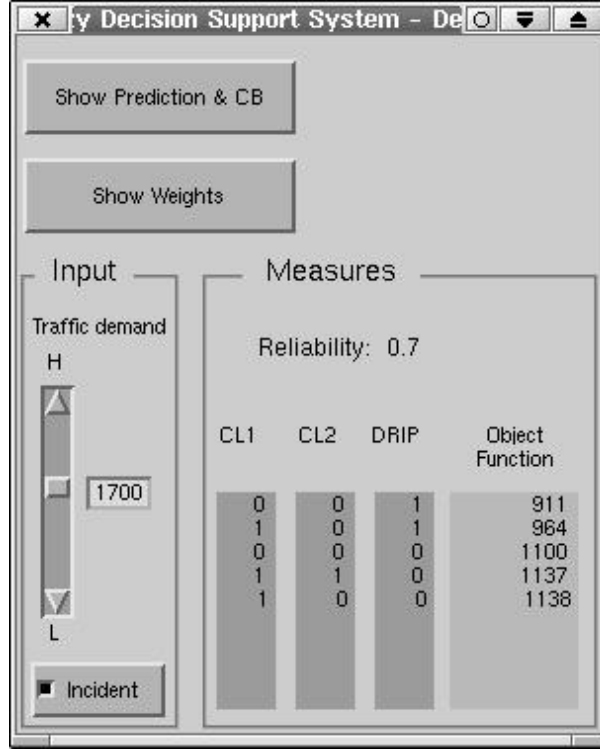 y Decision Support System - De
Show Prediction & CB
Show Weights
Input
Traffic demand
H
1700
L
Incident
Measures
Reliability: 0.7
CL1 CL2 DRIP Object Function
0 0 1 911
1 0 1 964
0 0 0 1100
1 1 0 1137
1 0 0 1138